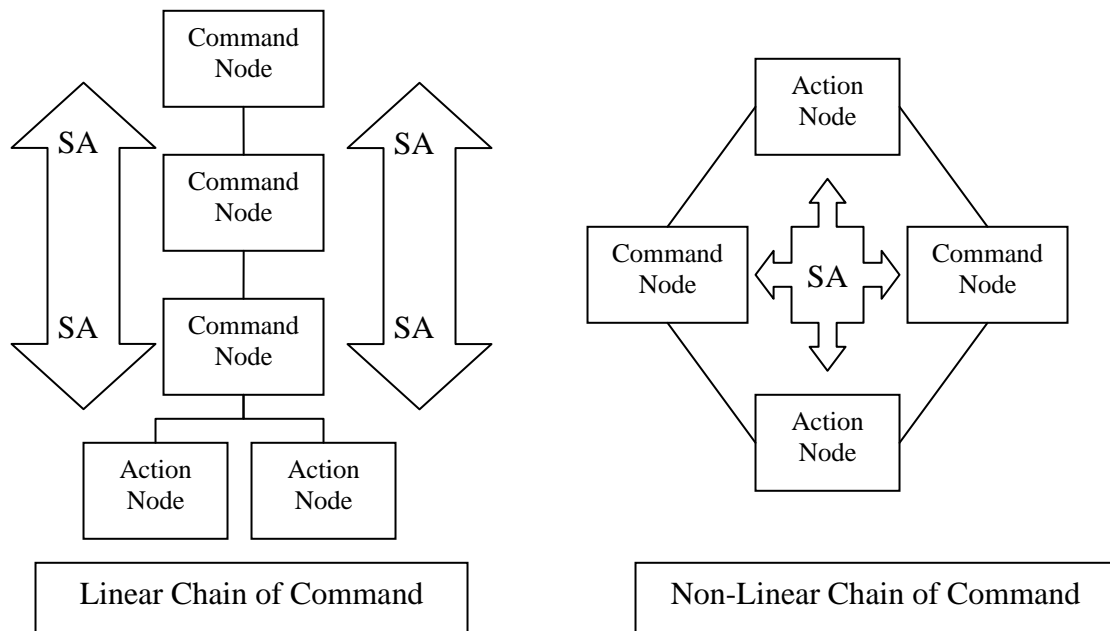 Command
Node
SA
SA
Command
Node
SA
SA
Command
Node
Action
Node
Action
Node
Linear Chain of Command
Action
Node
Command
Node
SA
Command
Node
Action
Node
Non-Linear Chain of Command